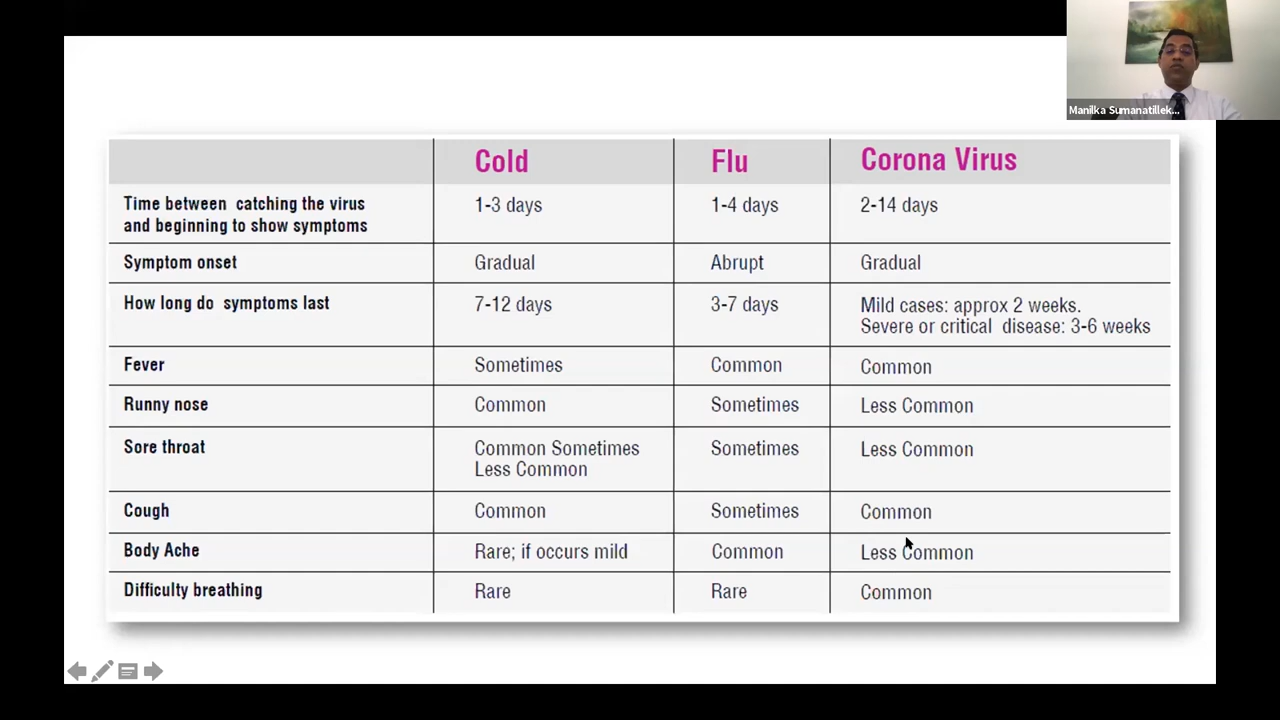 Manilka Sumanatillek...
Cold Flu Corona Virus
Time between catching the virus
and beginning to show symptoms
1-3 days 1-4 days 2-14 days
Symptom onset Gradual Abrupt Gradual
How long do symptoms last 7-12 days 3-7 days Mild cases: approx 2 weeks.
Severe or critical disease: 3-6 weeks
Fever Sometimes Common Common
Runny nose Common Sometimes Less Common
Sore throat Common Sometimes Sometimes Less Common
Less Common
Cough Common Sometimes Common
Body Ache Rare; if occurs mild Common Less Common
Difficulty breathing Rare Rare Common